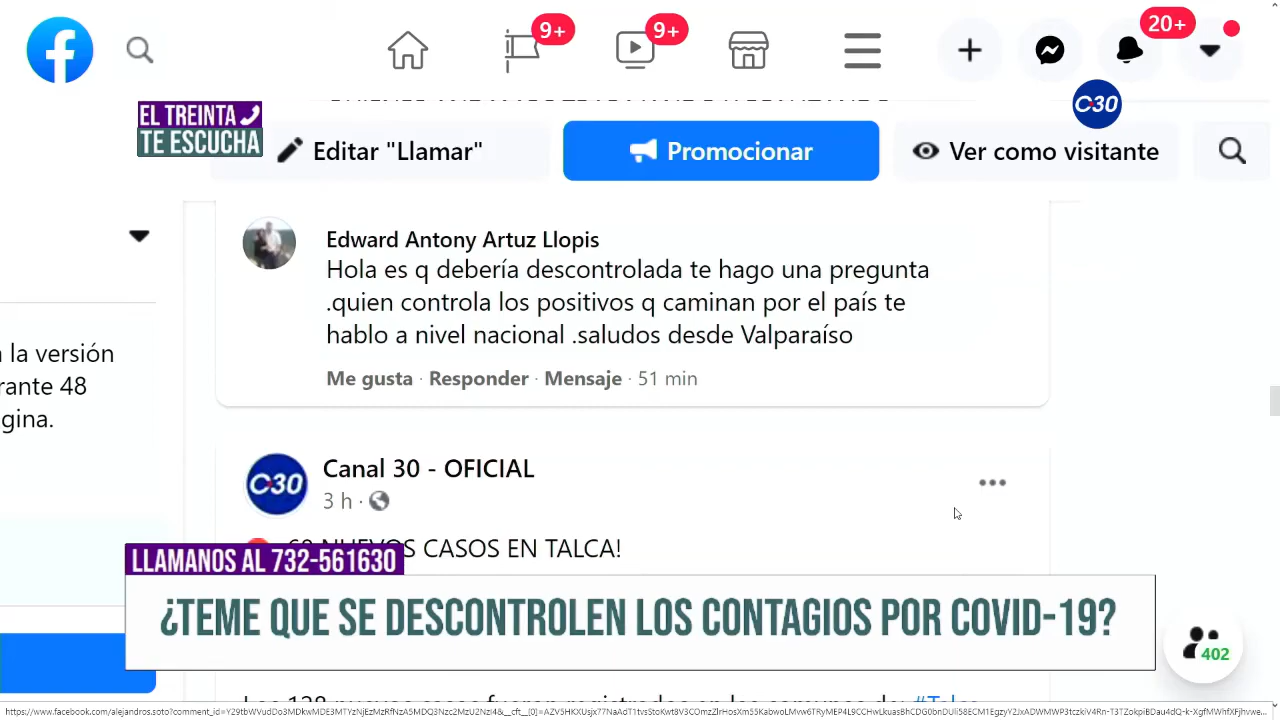 9+
9+
20+
C30
EL TREINTA
TE ESCUCHA
Editar "Llamar"
Promocionar
Ver como visitante
Edward Antony Artuz Llopis
Hola es q debería descontrolada te hago una pregunta
.quien controla los positivos q caminan por el país te
hablo a nivel nacional .saludos desde Valparaíso
Me gusta · Responder · Mensaje · 51 min
la versión
rante 48
gina.
C30
Canal 30 - OFICIAL
3 h ·
NUEVOS CASOS EN TALCA!
LLAMANOS AL 732-561630
¿TEME QUE SE DESCONTROLEN LOS CONTAGIOS POR COVID-19?
402